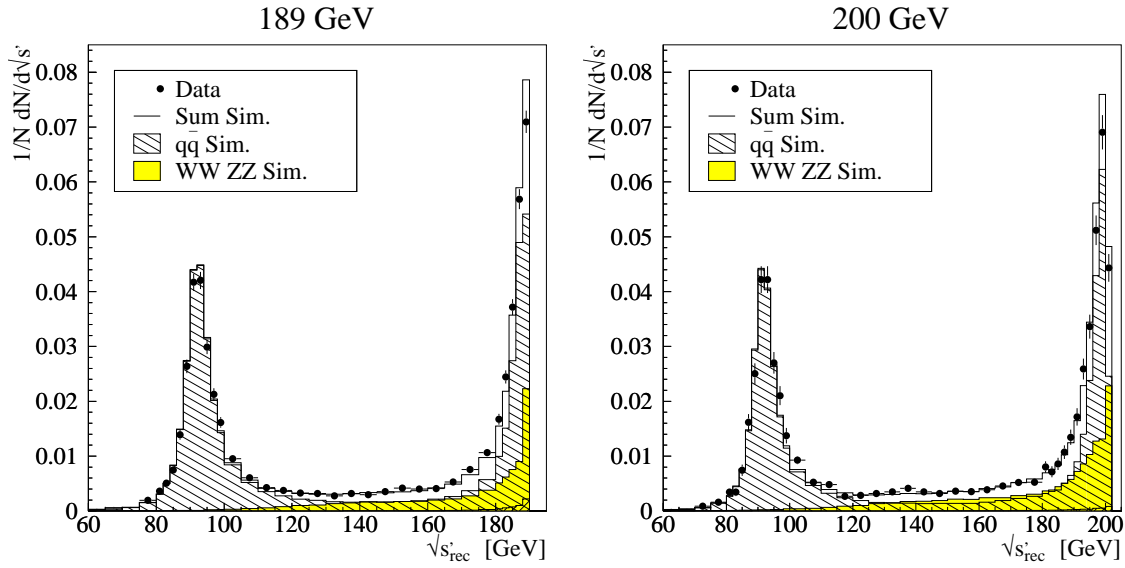 189 GeV
1/N dN/d√s'
0.08
0.07
0.06
0.05
0.04
0.03
0.02
0.01
0
Data
Sum Sim.
qq̄ Sim.
WW ZZ Sim.
60 80 100 120 140 160 180
√s'rec [GeV]
200 GeV
1/N dN/d√s'
0.08
0.07
0.06
0.05
0.04
0.03
0.02
0.01
0
Data
Sum Sim.
qq̄ Sim.
WW ZZ Sim.
60 80 100 120 140 160 180 200
√s'rec [GeV]